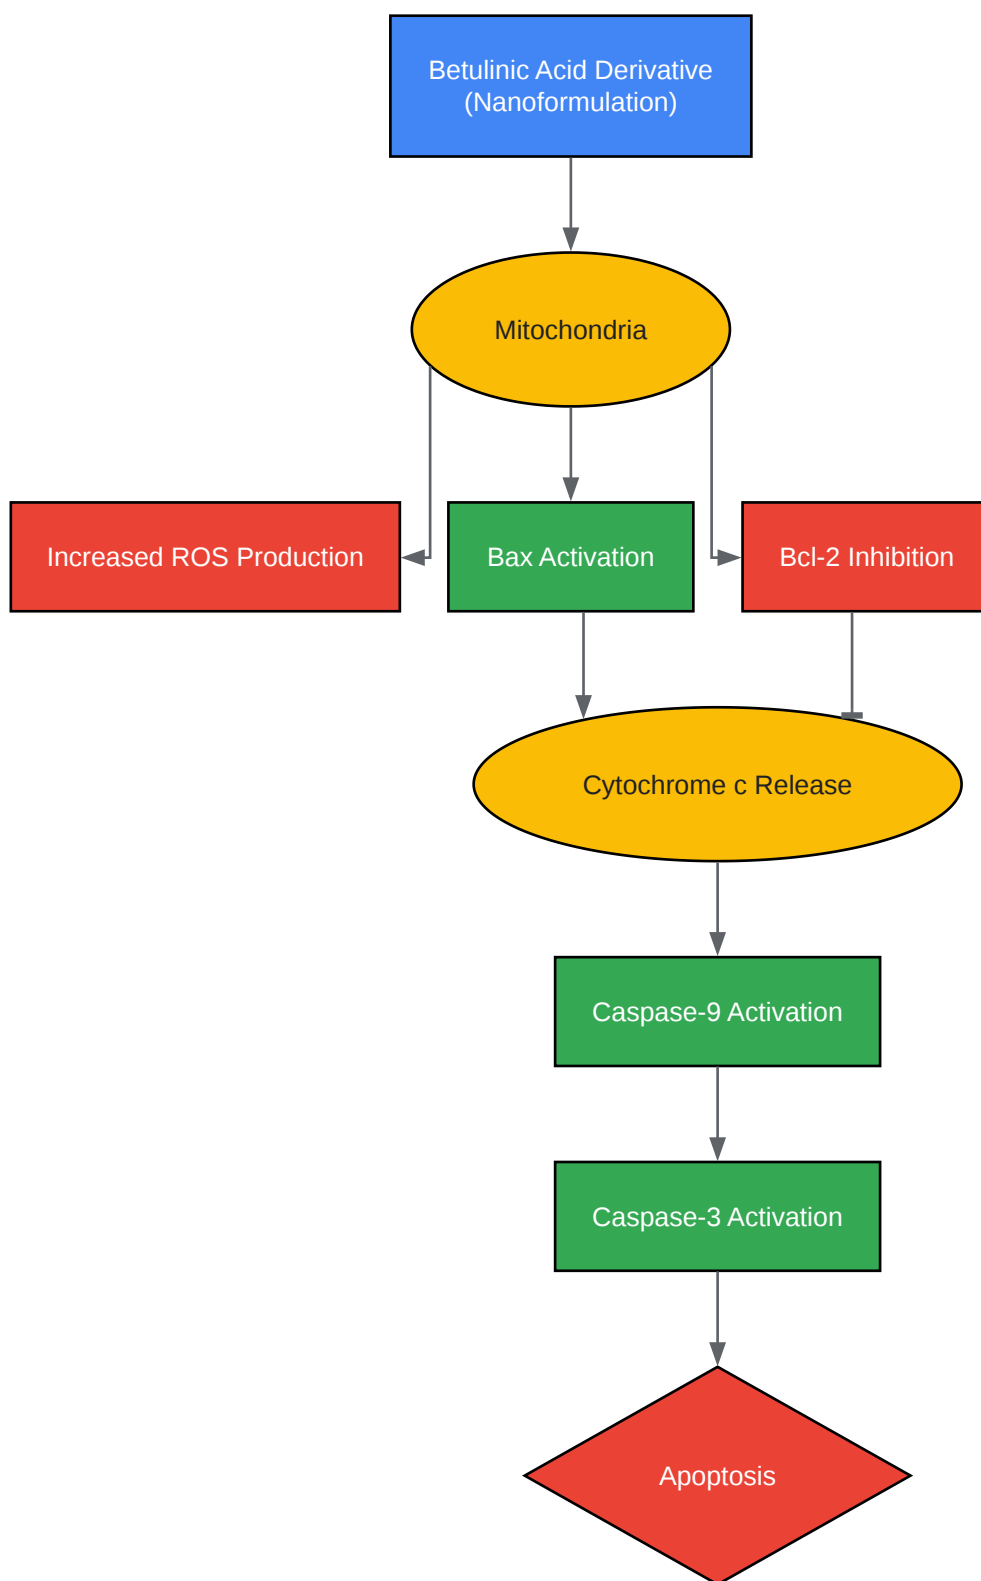 Betulinic Acid Derivative
(Nanoformulation)
Mitochondria
Increased ROS Production
Bax Activation
Bcl-2 Inhibition
Cytochrome c Release
Caspase-9 Activation
Caspase-3 Activation
Apoptosis